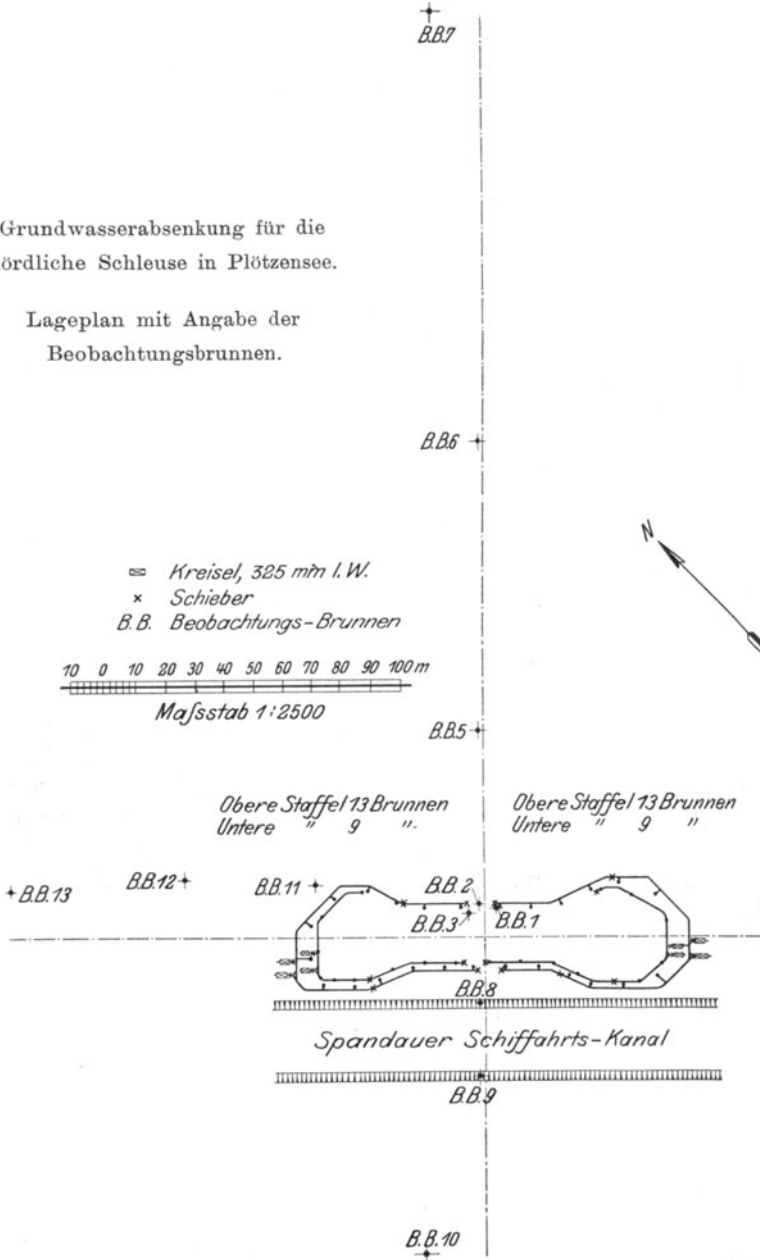 B.B.7
Grundwasserabsenkung für die
nördliche Schleuse in Plötzensee.
Lageplan mit Angabe der
Beobachtungsbrunnen.
B.B.6
N
Kreisel, 325 m/m l. W.
× Schieber
B. B. Beobachtungs-Brunnen
10 0 10 20 30 40 50 60 70 80 90 100 m
Maſsstab 1:2500
B.B.5
Obere Staffel 13 Brunnen
Untere " 9 ".
Obere Staffel 13 Brunnen
Untere " 9 "
B.B.13
B.B.12
B.B.11
B.B.2
B.B.3
B.B.1
B.B.8
Spandauer Schiffahrts-Kanal
B.B.9
B.B.10